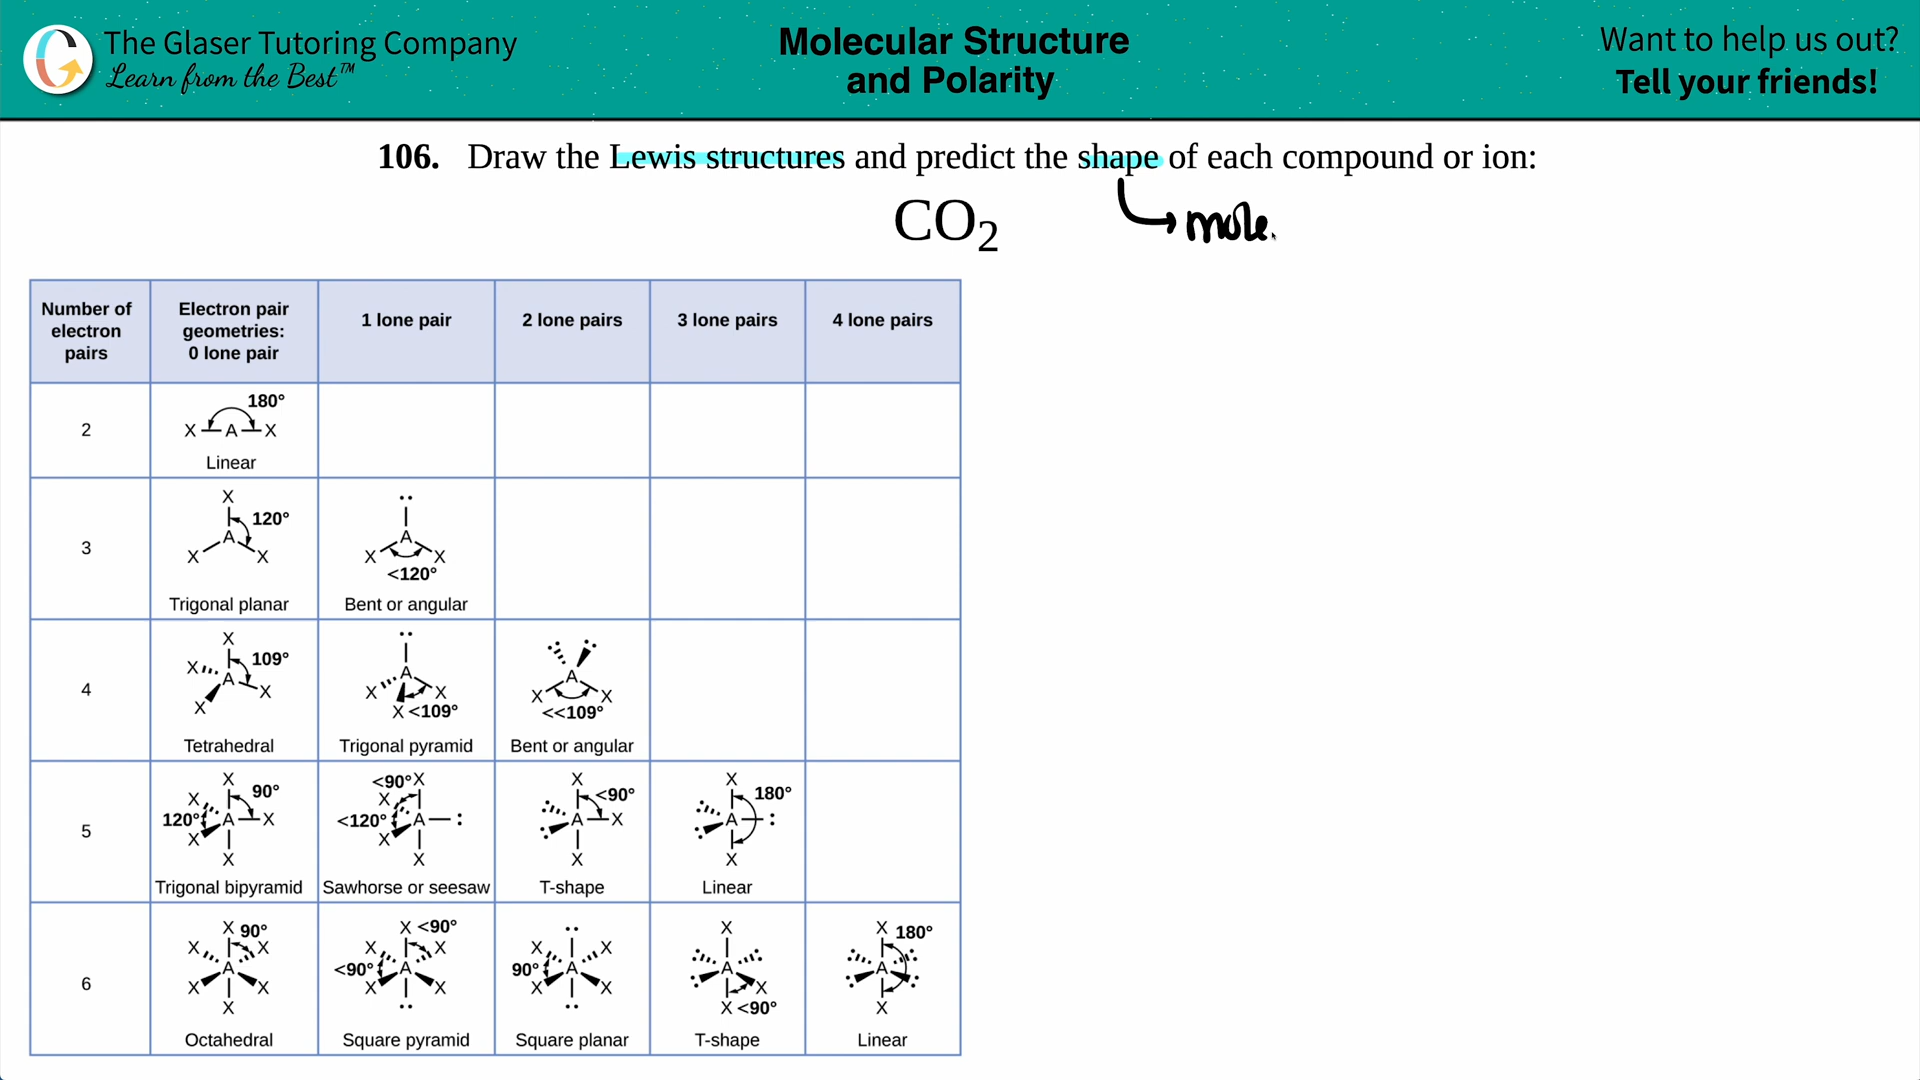 The Glaser Tutoring Company
Learn from the Best™
Molecular Structure
and Polarity
Want to help us out?
Tell your friends!
106. Draw the Lewis structures and predict the shape of each compound or ion:
CO₂
mole.
Number of
electron
pairs
Electron pair
geometries:
0 lone pair
1 lone pair
2 lone pairs
3 lone pairs
4 lone pairs
2
180°
X A X
Linear
3
X
120°
A
X X
Trigonal planar
A
X X
<120°
Bent or angular
4
X
109°
X
A
X
X
Tetrahedral
A
X X
X <109°
Trigonal pyramid
A
X X
<<109°
Bent or angular
5
X
90°
X
120° A X
X
X
Trigonal bipyramid
<90° X
X
<120° A :
X
X
Sawhorse or seesaw
X
<90°
A X
X
T-shape
X
180°
A :
X
Linear
6
X 90°
X X
A
X X
X
Octahedral
X <90°
X X
<90° A
X X
Square pyramid
X X
90° A
X X
Square planar
X
A
X
X <90°
T-shape
X 180°
A
X
Linear